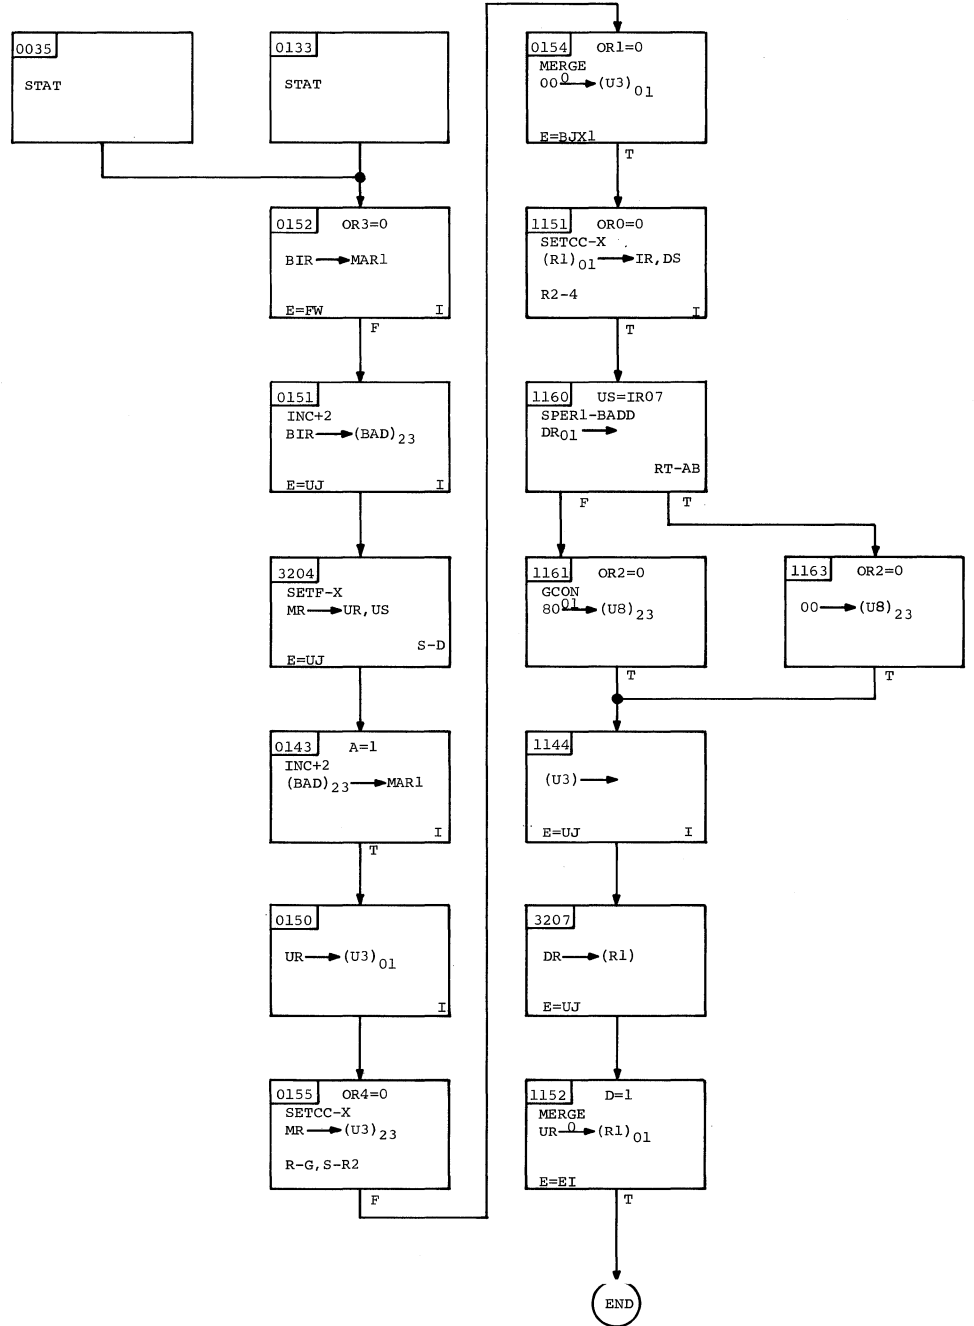 0035
STAT
0133
STAT
0152 OR3=0
BIR MAR1
E=FW I
F
0151
INC+2
BIR (BAD)23
E=UJ I
3204
SETF-X
MR UR,US
S-D
E=UJ
0143 A=1
INC+2
(BAD)23 MAR1
I
T
0150
UR (U3)01
I
0155 OR4=0
SETCC-X
MR (U3)23
R-G,S-R2
F
0154 OR1=0
MERGE
00 0 (U3)01
E=BJX1
T
1151 OR0=0
SETCC-X
(R1)01 IR,DS
R2-4
I
T
1160 US=IR07
SPER1-BADD
DR01
RT-AB
F T
1161 OR2=0
GCON
80 01 (U8)23
T
1163 OR2=0
00 (U8)23
T
1144
(U3)
E=UJ I
3207
DR (R1)
E=UJ
1152 D=1
MERGE
UR 0 (R1)01
E=EI
T
END